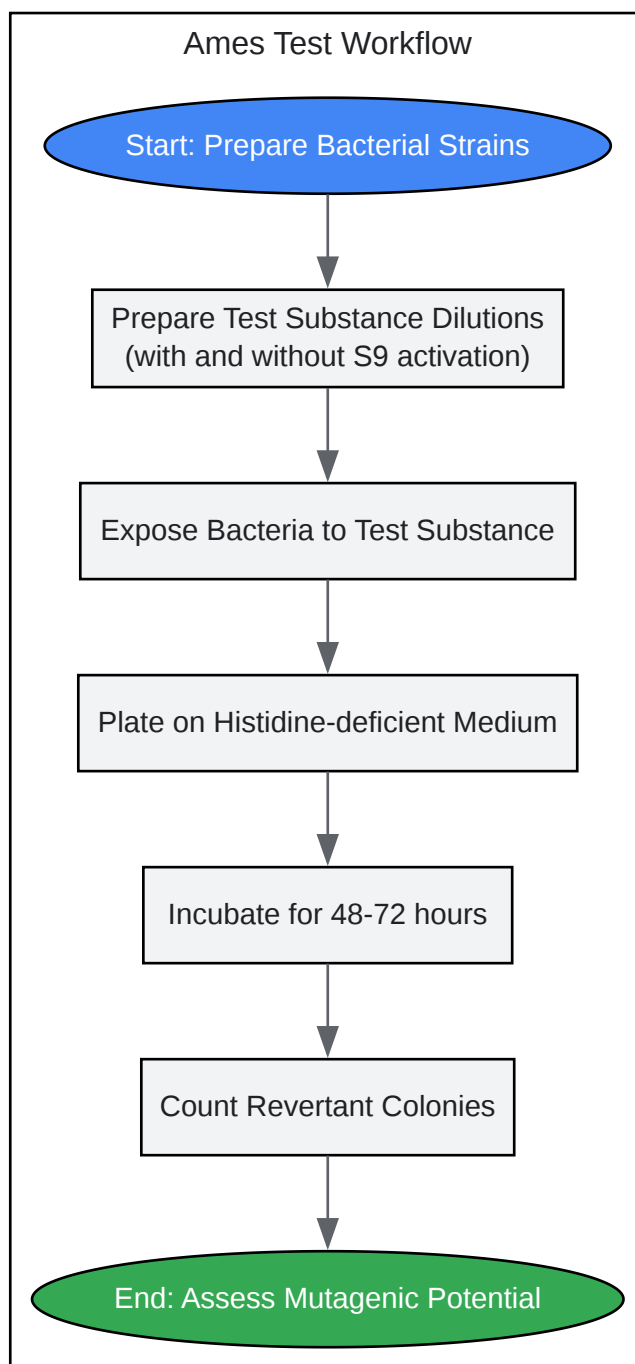 Ames Test Workflow
Start: Prepare Bacterial Strains
Prepare Test Substance Dilutions
(with and without S9 activation)
Expose Bacteria to Test Substance
Plate on Histidine-deficient Medium
Incubate for 48-72 hours
Count Revertant Colonies
End: Assess Mutagenic Potential